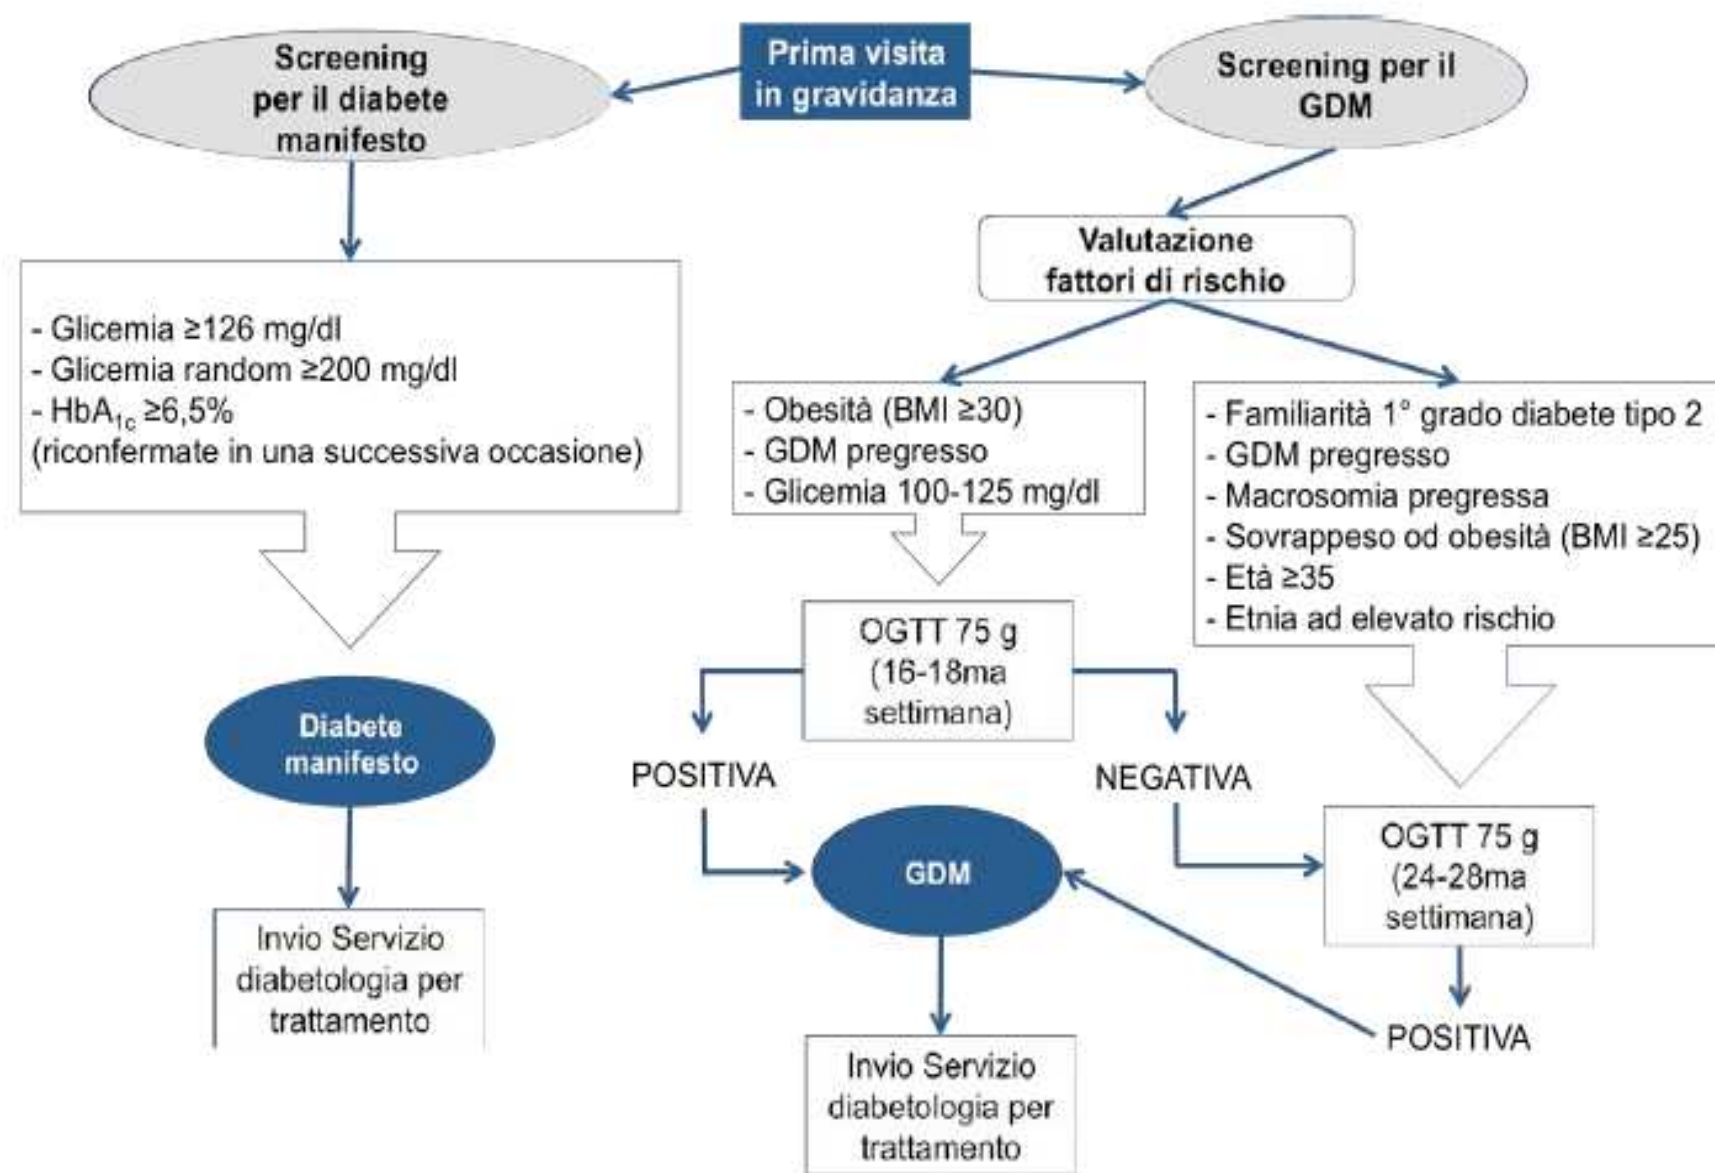 Prima visita
in gravidanza
Screening
per il diabete
manifesto
- Glicemia ≥126 mg/dl
- Glicemia random ≥200 mg/dl
- HbA1c ≥6,5%
(riconfermate in una successiva occasione)
Diabete
manifesto
Invio Servizio
diabetologia per
trattamento
Screening per il
GDM
Valutazione
fattori di rischio
- Obesità (BMI ≥30)
- GDM pregresso
- Glicemia 100-125 mg/dl
OGTT 75 g
(16-18ma
settimana)
POSITIVA
NEGATIVA
- Familiarità 1° grado diabete tipo 2
- GDM pregresso
- Macrosomia pregressa
- Sovrappeso od obesità (BMI ≥25)
- Età ≥35
- Etnia ad elevato rischio
OGTT 75 g
(24-28ma
settimana)
POSITIVA
GDM
Invio Servizio
diabetologia per
trattamento